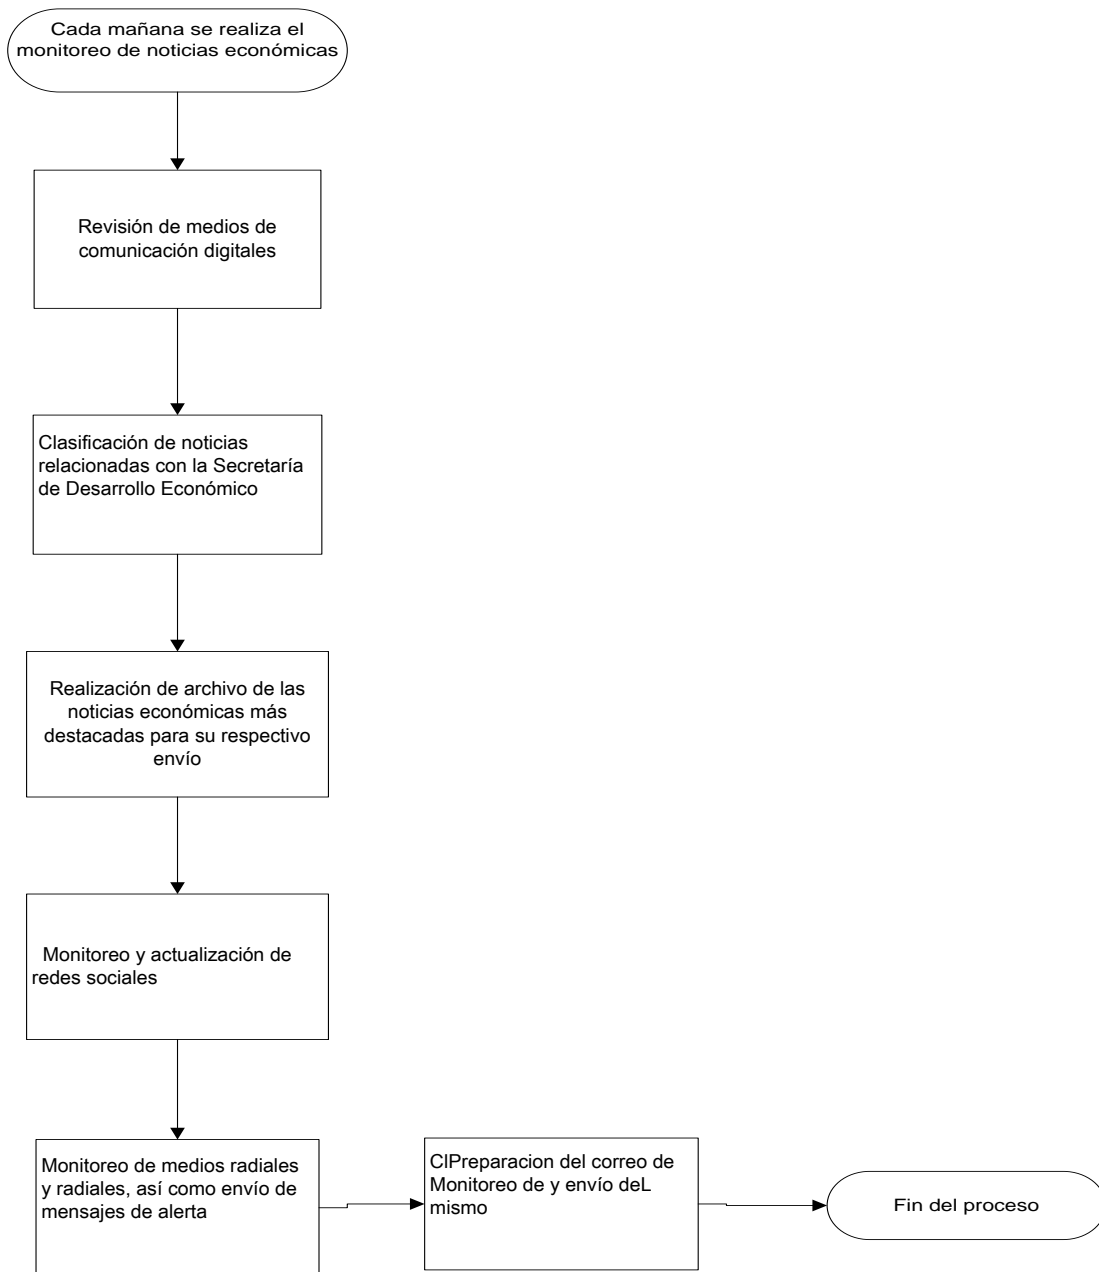 Cada mañana se realiza el
monitoreo de noticias económicas
Revisión de medios de
comunicación digitales
Clasificación de noticias
relacionadas con la Secretaría
de Desarrollo Económico
Realización de archivo de las
noticias económicas más
destacadas para su respectivo
envío
Monitoreo y actualización de
redes sociales
Monitoreo de medios radiales
y radiales, así como envío de
mensajes de alerta
ClPreparacion del correo de
Monitoreo de y envío deL
mismo
Fin del proceso